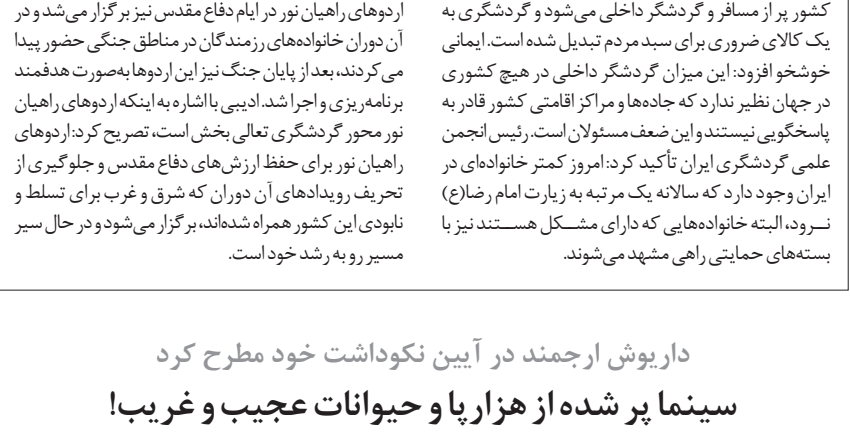 کشور پر از مسافر و گردشگر داخلی می‌شود و گردشگری به
یک کالای ضروری برای سبد مردم تبدیل شده است. ایمانی
خوشخو افزود: این میزان گردشگر داخلی در هیچ کشوری
در جهان نظیر ندارد که جاده‌ها و مراکز اقامتی کشور قادر به
پاسخگویی نیستند و این ضعف مسئولان است. رئیس انجمن
علمی گردشگری ایران تأکید کرد: امروز کمتر خانواده‌ای در
ایران وجود دارد که سالانه یک مرتبه به زیارت امام رضا(ع)
نــرود، البته خانواده‌هایی که دارای مشــکل هســتند نیز با
بسته‌های حمایتی راهی مشهد می‌شوند.
اردوهای راهیان نور در ایام دفاع مقدس نیز برگزار می‌شد و در
آن دوران خانواده‌های رزمندگان در مناطق جنگی حضور پیدا
می‌کردند، بعد از پایان جنگ نیز این اردوها به‌صورت هدفمند
برنامه‌ریزی و اجرا شد. ادیبی با اشاره به اینکه اردوهای راهیان
نور محور گردشگری تعالی بخش است، تصریح کرد: اردوهای
راهیان نور برای حفظ ارزش‌های دفاع مقدس و جلوگیری از
تحریف رویدادهای آن دوران که شرق و غرب برای تسلط و
نابودی این کشور همراه شده‌اند، برگزار می‌شود و در حال سیر
مسیر رو به رشد خود است.
داریوش ارجمند در آیین نکوداشت خود مطرح کرد
سینما پر شده از هزارپا و حیوانات عجیب و غریب!